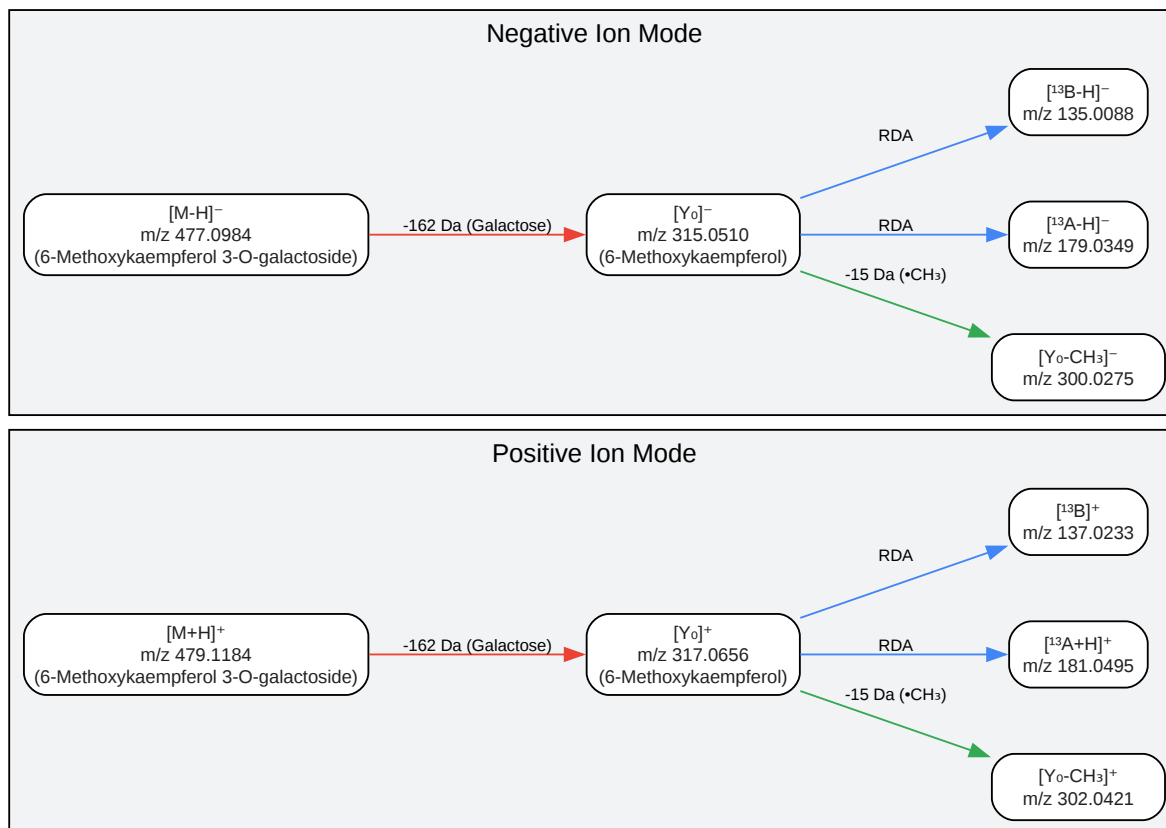 Negative Ion Mode
[¹³B-H]⁻
m/z 135.0088
RDA
[M-H]⁻
m/z 477.0984
(6-Methoxykaempferol 3-O-galactoside)
-162 Da (Galactose)
[Y₀]⁻
m/z 315.0510
(6-Methoxykaempferol)
RDA
[¹³A-H]⁻
m/z 179.0349
-15 Da (•CH₃)
[Y₀-CH₃]⁻
m/z 300.0275
Positive Ion Mode
[¹³B]⁺
m/z 137.0233
RDA
[M+H]⁺
m/z 479.1184
(6-Methoxykaempferol 3-O-galactoside)
-162 Da (Galactose)
[Y₀]⁺
m/z 317.0656
(6-Methoxykaempferol)
RDA
[¹³A+H]⁺
m/z 181.0495
-15 Da (•CH₃)
[Y₀-CH₃]⁺
m/z 302.0421